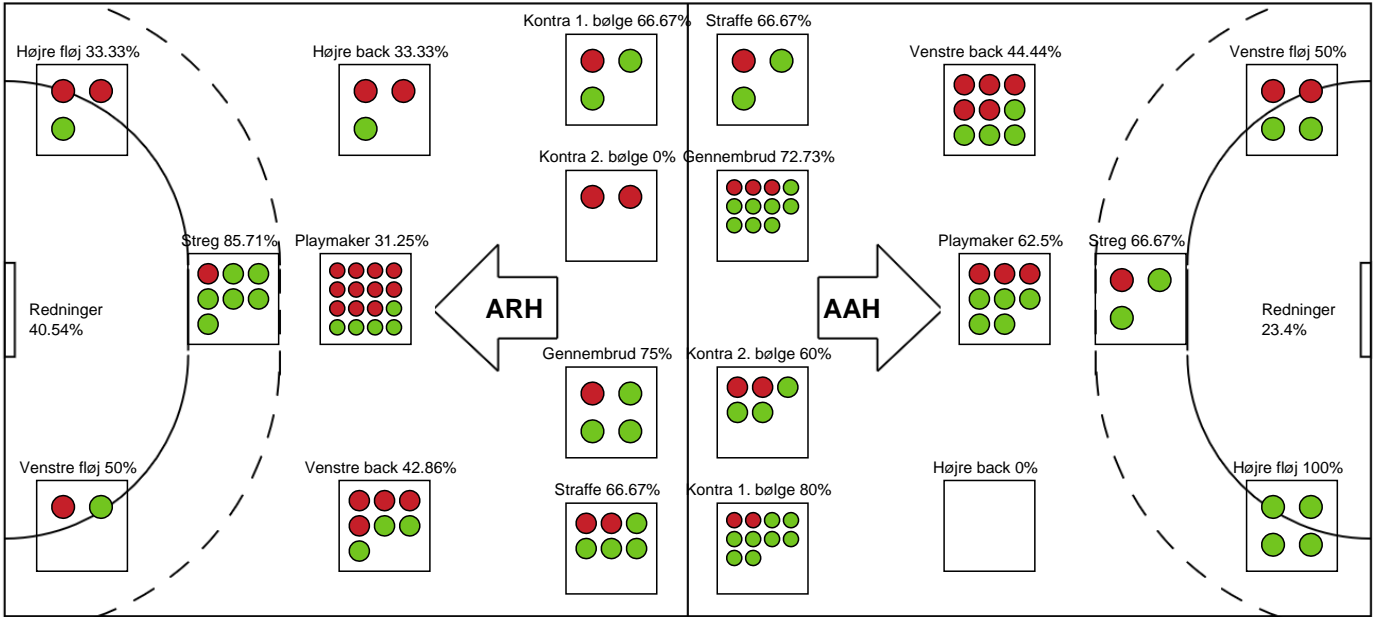 Kontra 1. bølge 66.67%
Straffe 66.67%
Højre fløj 33.33%
Højre back 33.33%
Venstre back 44.44%
Venstre fløj 50%
Kontra 2. bølge 0%
Gennembrud 72.73%
Streg 85.71%
Playmaker 31.25%
Playmaker 62.5%
Streg 66.67%
Redninger
40.54%
ARH
AAH
Redninger
23.4%
Gennembrud 75%
Kontra 2. bølge 60%
Venstre fløj 50%
Venstre back 42.86%
Højre back 0%
Højre fløj 100%
Straffe 66.67%
Kontra 1. bølge 80%